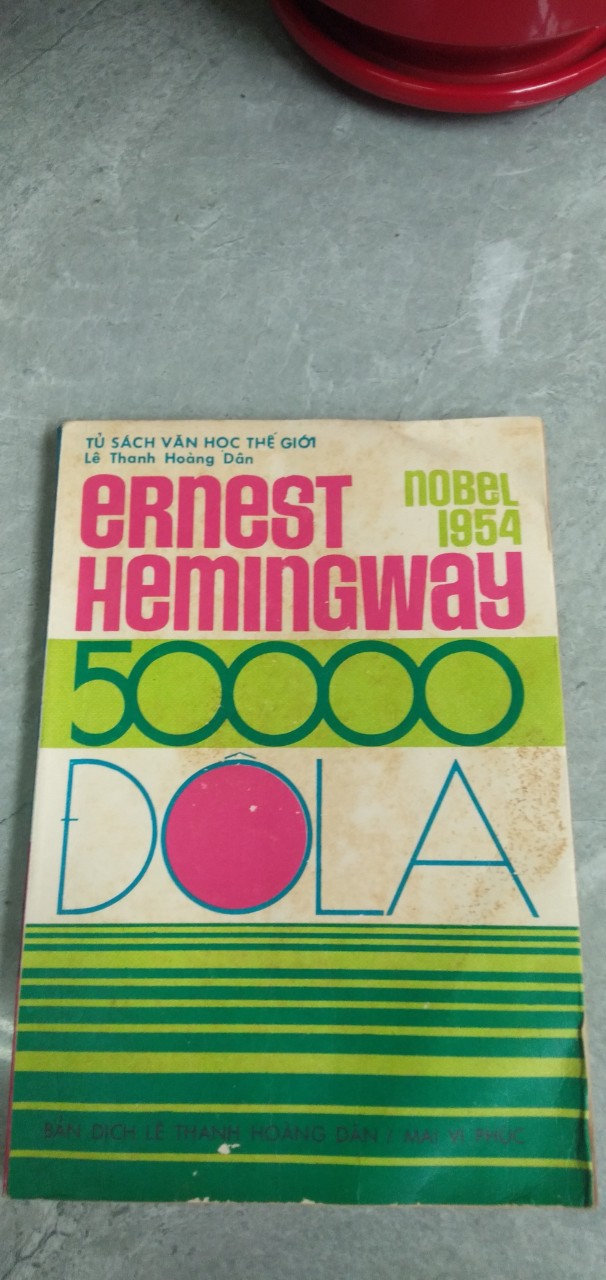 TỦ SÁCH VĂN HỌC THẾ GIỚI
Lê Thanh Hoàng Dân
ERNEST
NOBEL
1954
HEMINGWAY
50000
ĐÔLA
BẢN DỊCH LÊ THANH HOÀNG DÂN / MAI VI PHÚC